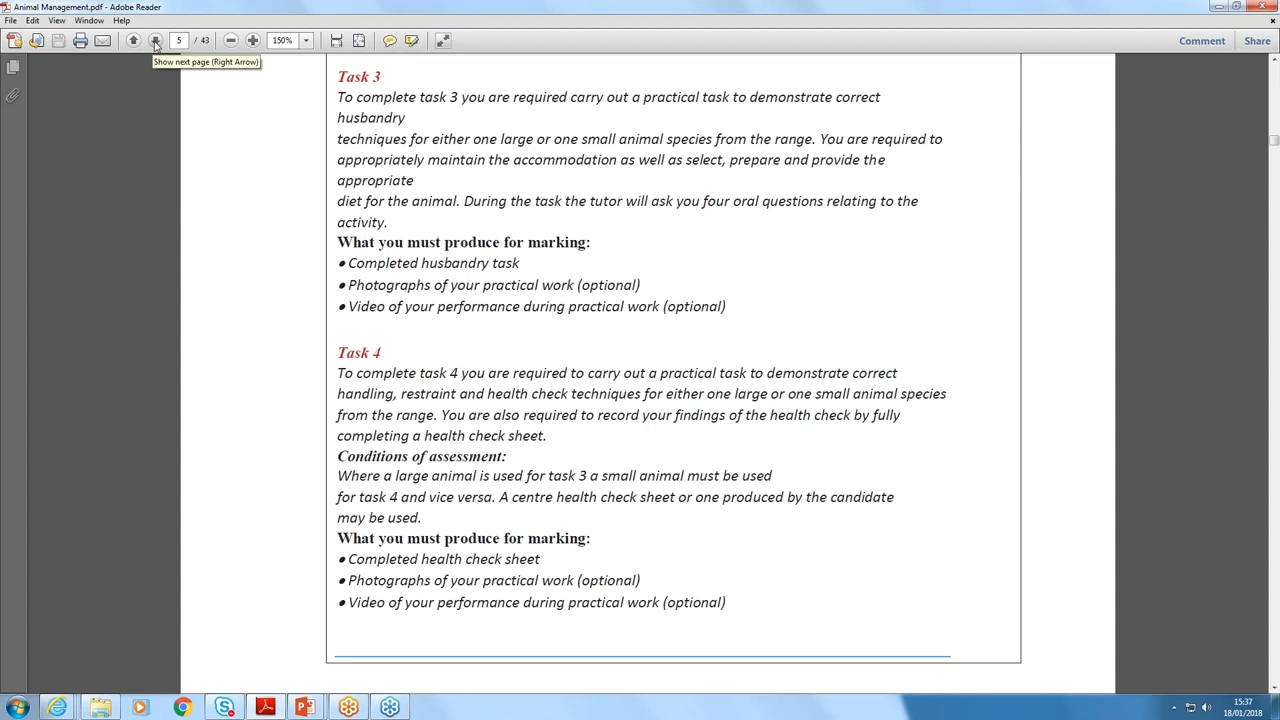 Animal Management.pdf - Adobe Reader
File Edit View Window Help
5 / 43 150% Comment Share
Show next page (Right Arrow)
Task 3
To complete task 3 you are required carry out a practical task to demonstrate correct
husbandry
techniques for either one large or one small animal species from the range. You are required to
appropriately maintain the accommodation as well as select, prepare and provide the
appropriate
diet for the animal. During the task the tutor will ask you four oral questions relating to the
activity.
What you must produce for marking:
● Completed husbandry task
● Photographs of your practical work (optional)
● Video of your performance during practical work (optional)
Task 4
To complete task 4 you are required to carry out a practical task to demonstrate correct
handling, restraint and health check techniques for either one large or one small animal species
from the range. You are also required to record your findings of the health check by fully
completing a health check sheet.
Conditions of assessment:
Where a large animal is used for task 3 a small animal must be used
for task 4 and vice versa. A centre health check sheet or one produced by the candidate
may be used.
What you must produce for marking:
● Completed health check sheet
● Photographs of your practical work (optional)
● Video of your performance during practical work (optional)
15:37
18/01/2018